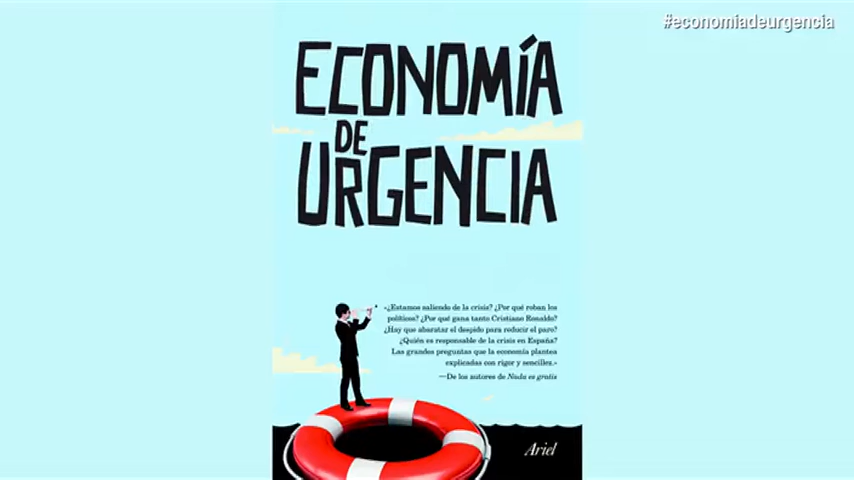 #economiadeurgencia
ECONOMÍA
DE
URGENCIA
«¿Estamos saliendo de la crisis? ¿Por qué roban los
políticos? ¿Por qué gana tanto Cristiano Ronaldo?
¿Hay que abaratar el despido para reducir el paro?
¿Quién es responsable de la crisis en España?
Las grandes preguntas que la economía plantea
explicadas con rigor y sencillez.»
—De los autores de Nada es gratis
Ariel